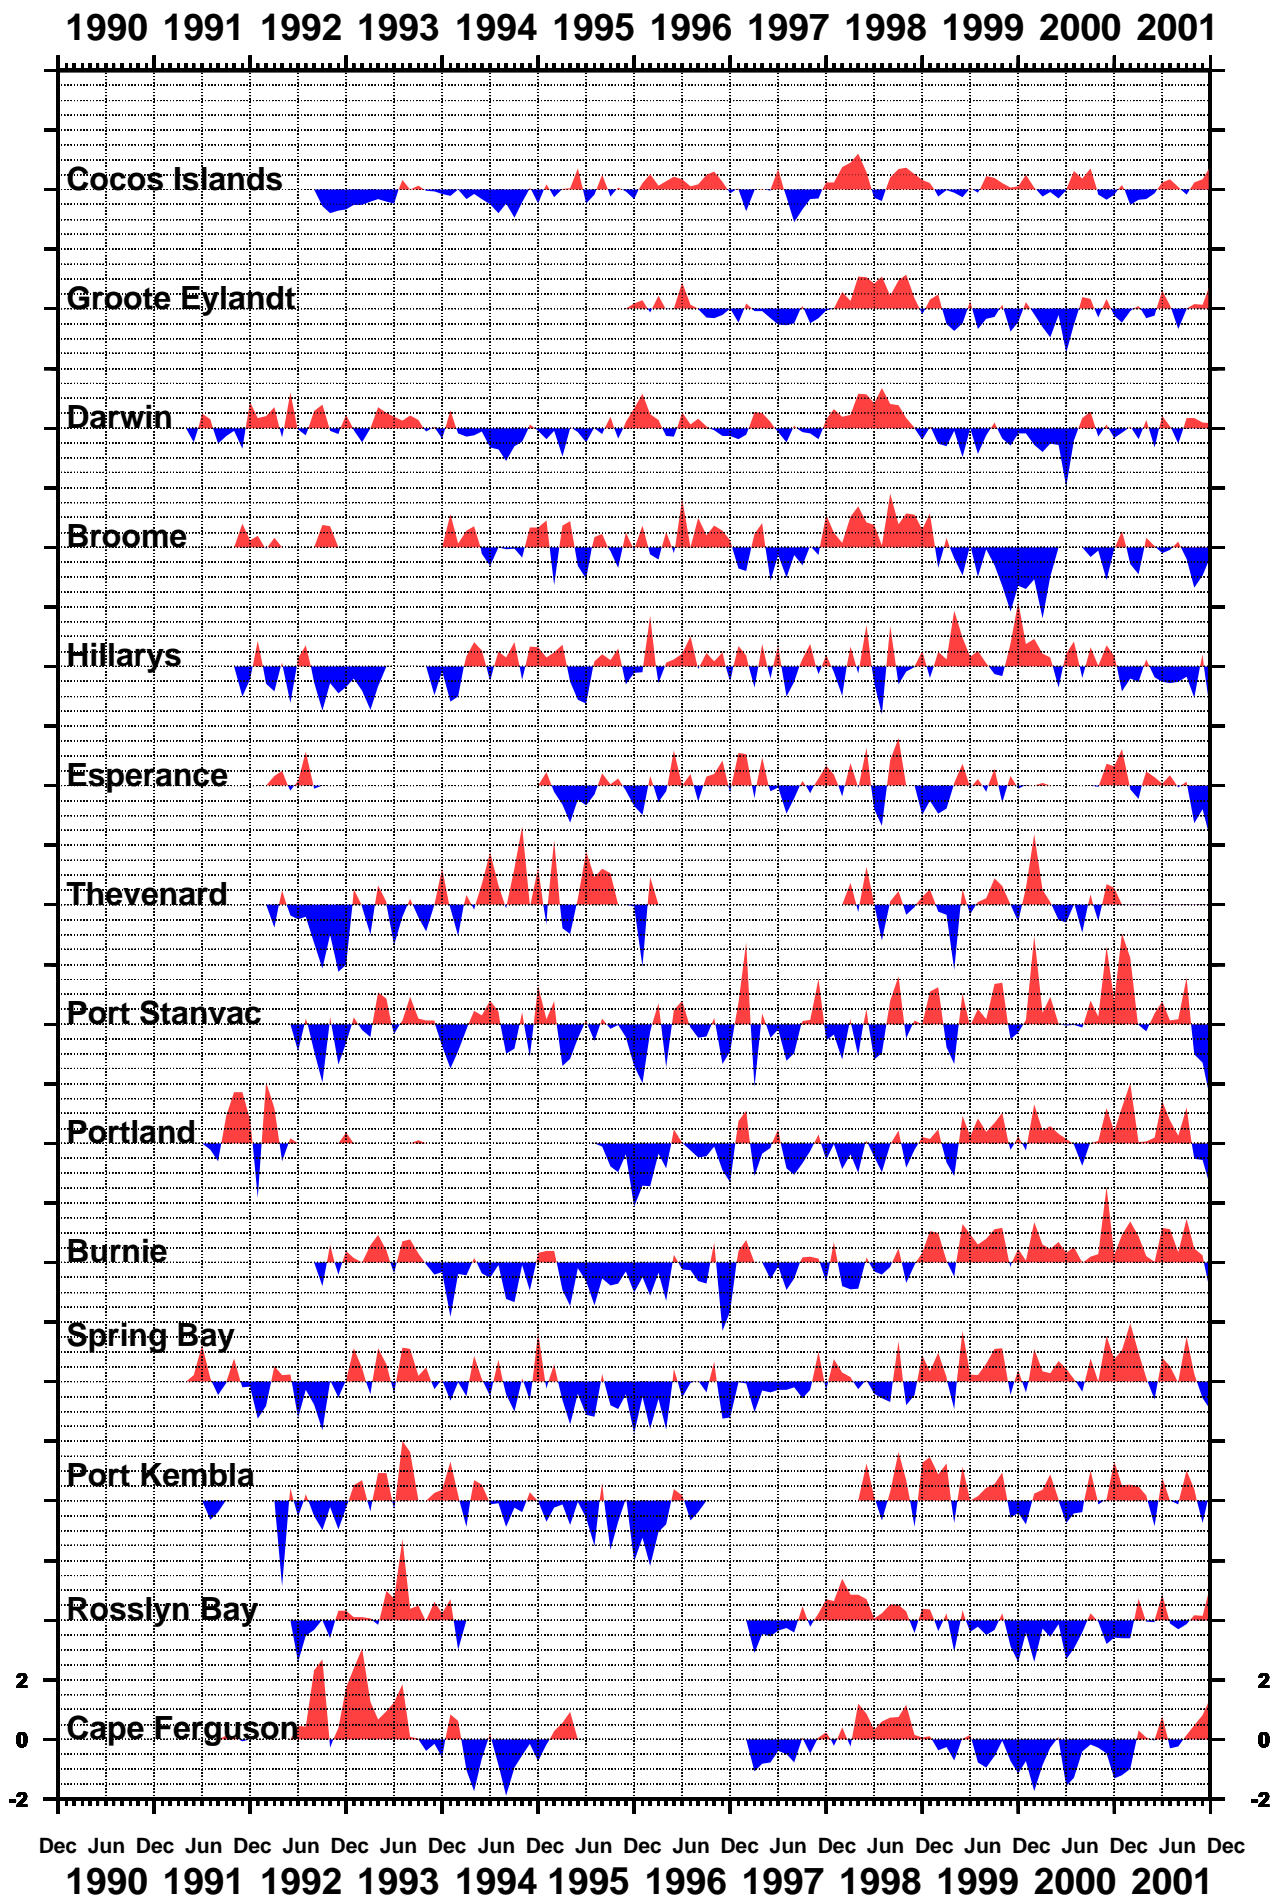 1990 1991 1992 1993 1994 1995 1996 1997 1998 1999 2000 2001
Cocos Islands
Groote Eylandt
Darwin
Broome
Hillarys
Esperance
Thevenard
Port Stanvac
Portland
Burnie
Spring Bay
Port Kembla
Rosslyn Bay
2 2
Cape Ferguson
0 0
-2 -2
Dec Jun Dec Jun Dec Jun Dec Jun Dec Jun Dec Jun Dec Jun Dec Jun Dec Jun Dec Jun Dec Jun Dec Jun Dec
1990 1991 1992 1993 1994 1995 1996 1997 1998 1999 2000 2001